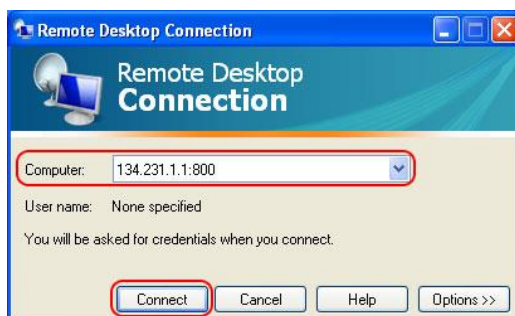 Remote Desktop Connection
Remote Desktop
Connection
Computer: 134.231.1.1:800
User name: None specified
You will be asked for credentials when you connect.
Connect Cancel Help Options >>